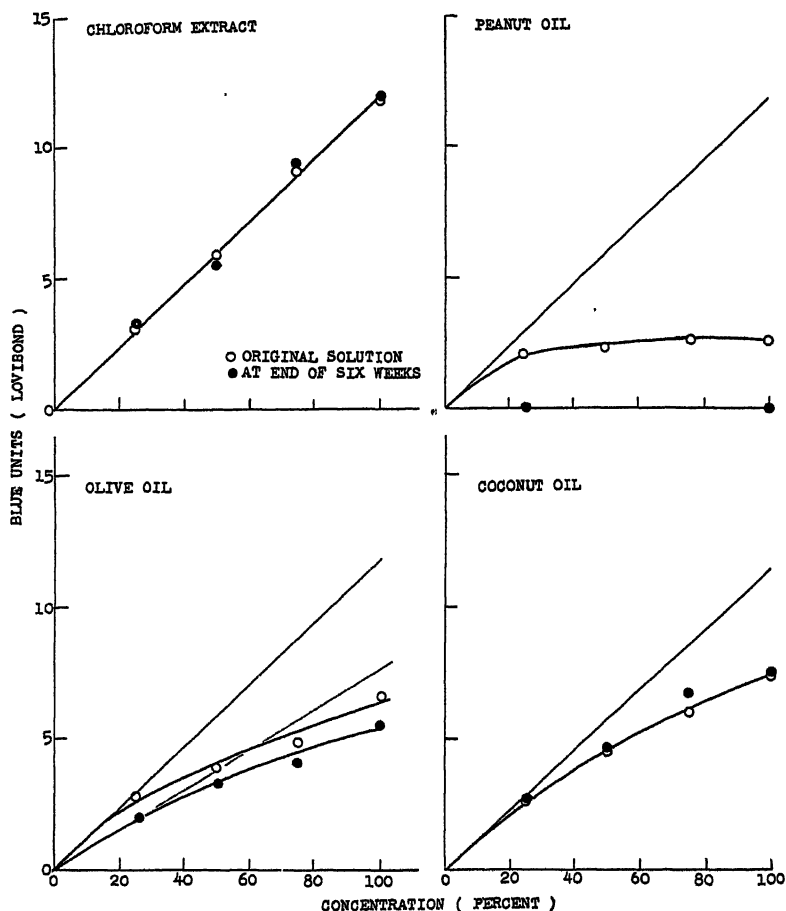 CHLOROFORM EXTRACT
PEANUT OIL
15
10
5
0
○ ORIGINAL SOLUTION
● AT END OF SIX WEEKS
BLUE UNITS ( LOVIBOND )
OLIVE OIL
COCONUT OIL
15
10
5
0
0 20 40 60 80 100
0 20 40 60 80 100
CONCENTRATION ( PERCENT )